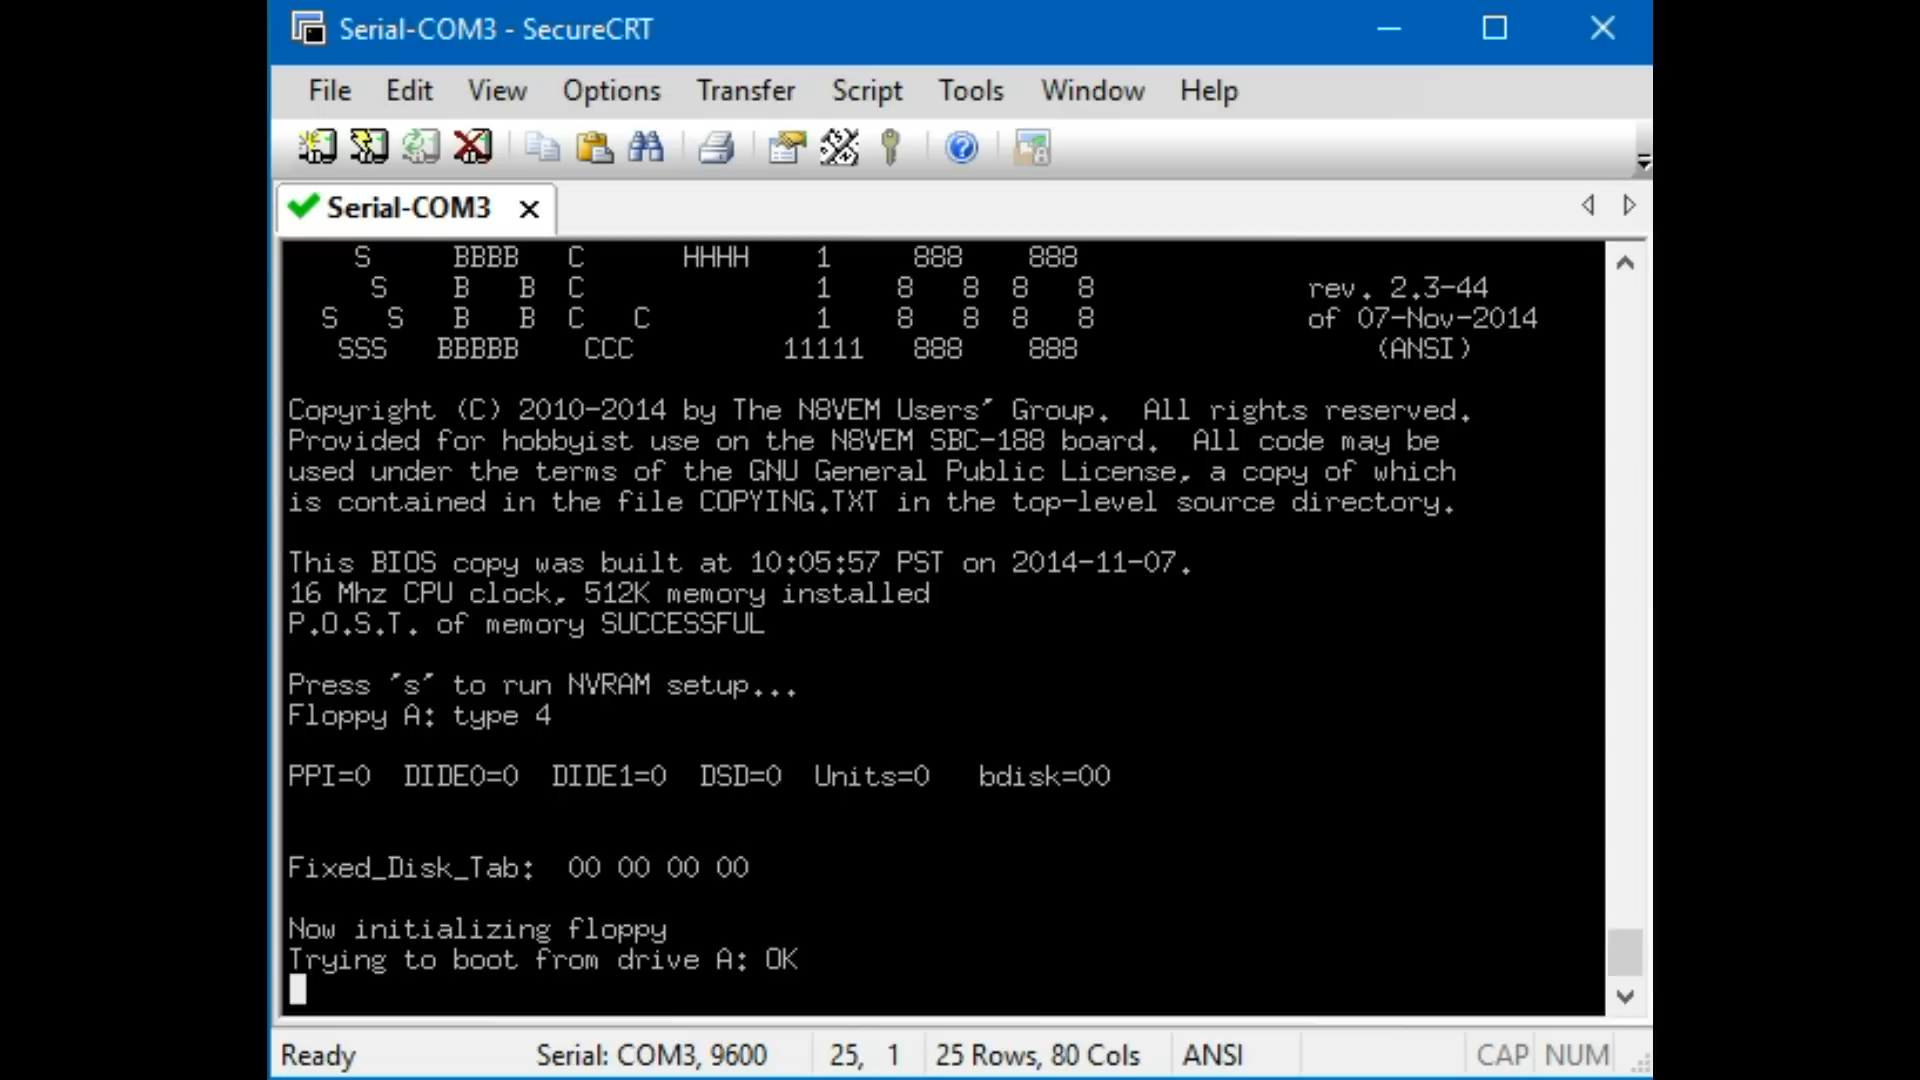 Serial-COM3 - SecureCRT
File Edit View Options Transfer Script Tools Window Help
Serial-COM3
S BBBB C HHHH 1 888 888
S B B C 1 8 8 8 8 rev. 2.3-44
S S B B C C 1 8 8 8 8 of 07-Nov-2014
SSS BBBBB CCC 11111 888 888 (ANSI)
Copyright (C) 2010-2014 by The N8VEM Users' Group. All rights reserved.
Provided for hobbyist use on the N8VEM SBC-188 board. All code may be
used under the terms of the GNU General Public License, a copy of which
is contained in the file COPYING.TXT in the top-level source directory.
This BIOS copy was built at 10:05:57 PST on 2014-11-07.
16 Mhz CPU clock, 512K memory installed
P.O.S.T. of memory SUCCESSFUL
Press 's' to run NVRAM setup...
Floppy A: type 4
PPI=0 DIDE0=0 DIDE1=0 DSD=0 Units=0 bdisk=00
Fixed_Disk_Tab: 00 00 00 00
Now initializing floppy
Trying to boot from drive A: OK
Ready Serial: COM3, 9600 25, 1 25 Rows, 80 Cols ANSI CAP NUM